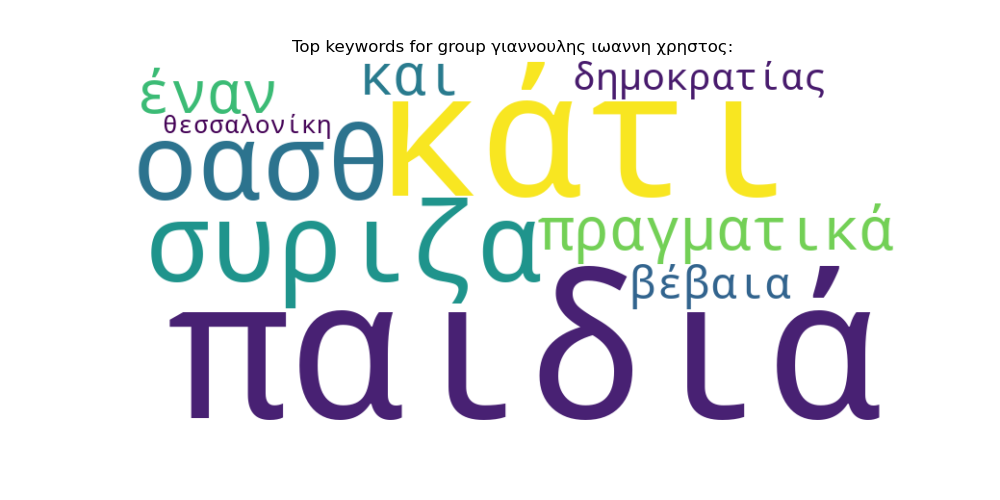 Top keywords for group γιαννουλης ιωαννη χρηστος:
και
δημοκρατίας
έναν
κάτι
θεσσαλονίκη
οασθ
συριζα
πραγματικά
βέβαια
παιδιά